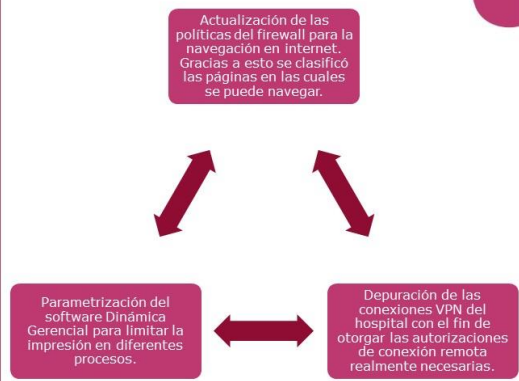 Actualización de las
políticas del firewall para la
navegación en internet.
Gracias a esto se clasificó
las páginas en las cuales
se puede navegar.
Parametrización del
software Dinámica
Gerencial para limitar la
impresión en diferentes
procesos.
Depuración de las
conexiones VPN del
hospital con el fin de
otorgar las autorizaciones
de conexión remota
realmente necesarias.